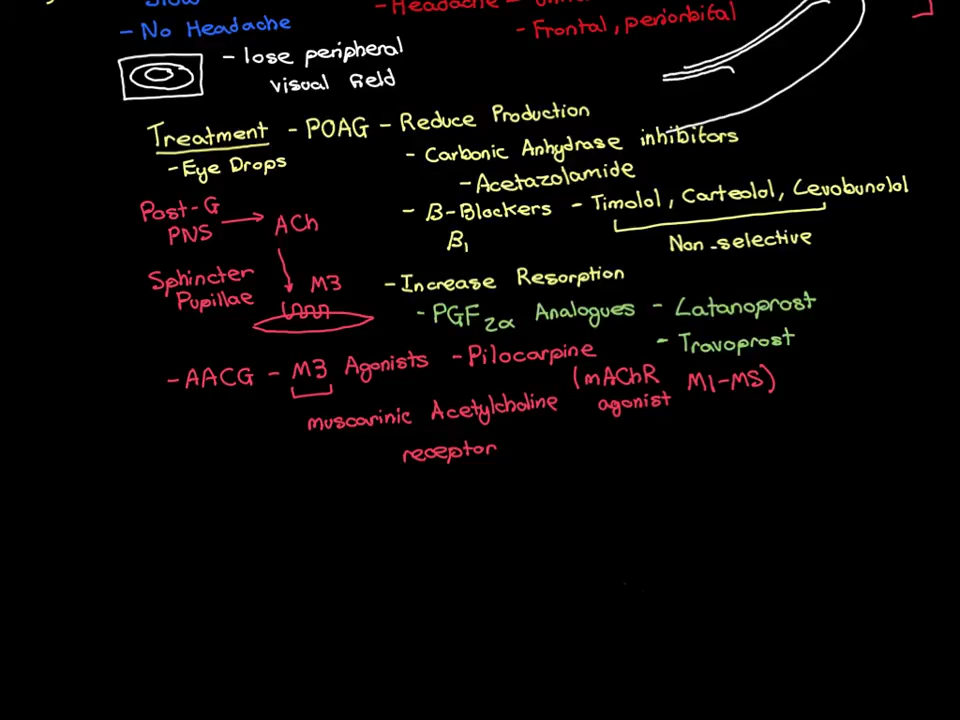 Slow
- Headache -
- No Headache
- Frontal, periorbital
- lose peripheral
visual field
Treatment - POAG - Reduce Production
- Eye Drops
- Carbonic Anhydrase inhibitors
- Acetazolamide
- β-Blockers - Timolol, Carteolol, Levobunolol
β1
Non-selective
Post-G
PNS
ACh
Sphincter
Pupillae
M3
- Increase Resorption
- PGF2α Analogues - Latanoprost
- Travoprost
- AACG - M3 Agonists - Pilocarpine
(mAChR M1-M5)
agonist
muscarinic Acetylcholine
receptor